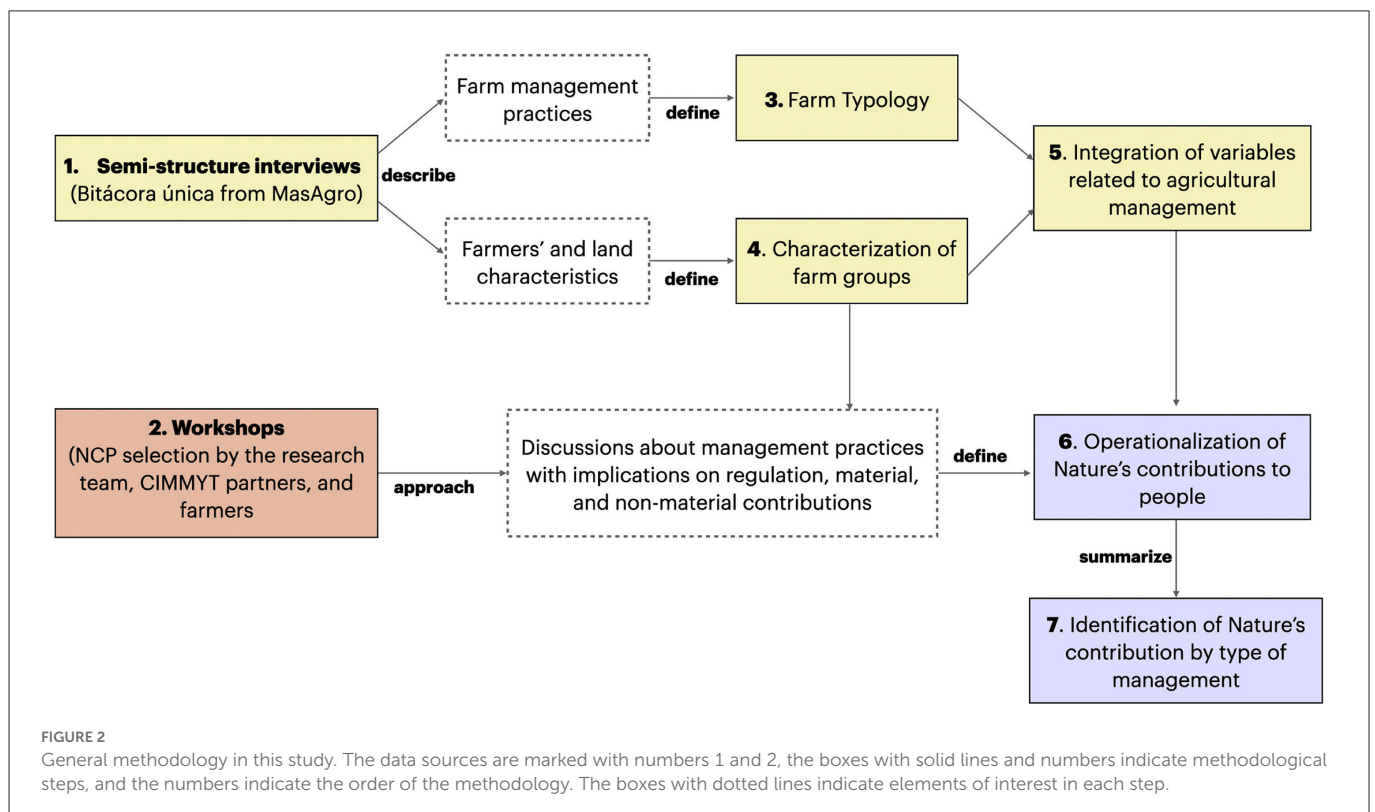 Farm management
practices
define
3. Farm Typology
1. Semi-structure interviews
(Bitácora única from MasAgro)
describe
5. Integration of variables
related to agricultural
management
Farmers’ and land
characteristics
define
4. Characterization of
farm groups
2. Workshops
(NCP selection by the research
team, CIMMYT partners, and
farmers
approach
Discussions about management practices
with implications on regulation, material,
and non-material contributions
define
6. Operationalization of
Nature’s contributions to
people
summarize
7. Identification of Nature’s
contribution by type of
management
FIGURE 2
General methodology in this study. The data sources are marked with numbers 1 and 2, the boxes with solid lines and numbers indicate methodological
steps, and the numbers indicate the order of the methodology. The boxes with dotted lines indicate elements of interest in each step.